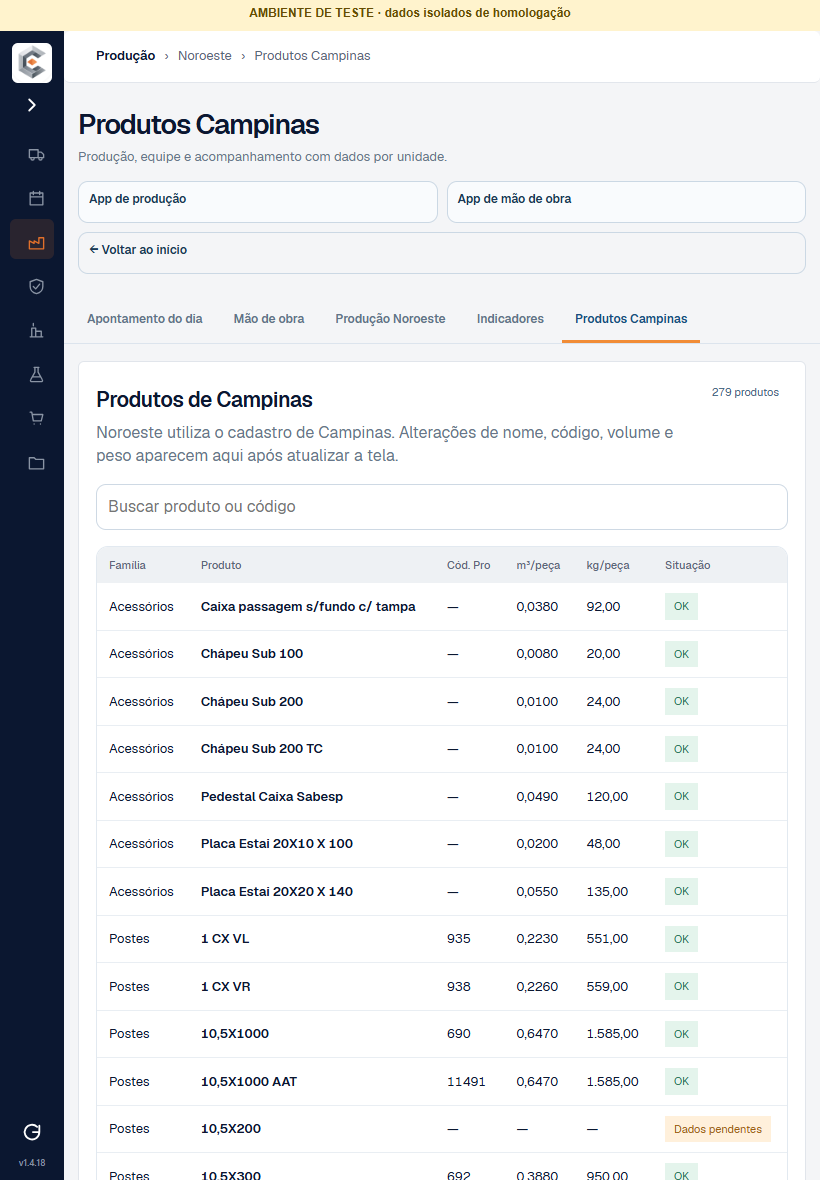 AMBIENTE DE TESTE · dados isolados de homologação
Produção › Noroeste › Produtos Campinas
Produtos Campinas
Produção, equipe e acompanhamento com dados por unidade.
App de produção App de mão de obra
← Voltar ao início
Apontamento do dia Mão de obra Produção Noroeste Indicadores Produtos Campinas
Produtos de Campinas 279 produtos
Noroeste utiliza o cadastro de Campinas. Alterações de nome, código, volume e
peso aparecem aqui após atualizar a tela.
Buscar produto ou código
Família Produto Cód. Pro m³/peça kg/peça Situação
Acessórios Caixa passagem s/fundo c/ tampa — 0,0380 92,00 OK
Acessórios Chápeu Sub 100 — 0,0080 20,00 OK
Acessórios Chápeu Sub 200 — 0,0100 24,00 OK
Acessórios Chápeu Sub 200 TC — 0,0100 24,00 OK
Acessórios Pedestal Caixa Sabesp — 0,0490 120,00 OK
Acessórios Placa Estai 20X10 X 100 — 0,0200 48,00 OK
Acessórios Placa Estai 20X20 X 140 — 0,0550 135,00 OK
Postes 1 CX VL 935 0,2230 551,00 OK
Postes 1 CX VR 938 0,2260 559,00 OK
Postes 10,5X1000 690 0,6470 1.585,00 OK
Postes 10,5X1000 AAT 11491 0,6470 1.585,00 OK
Postes 10,5X200 — — — Dados pendentes
Postes 10,5X300 692 0,3880 950,00 OK
v1.4.18